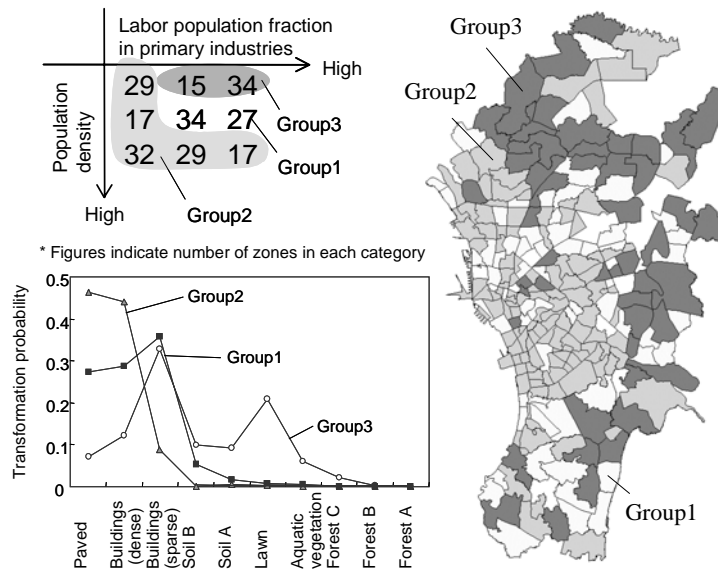 Labor population fraction
in primary industries
High
29 15 34
17 34 27
32 29 17
Population
density
High
Group3
Group1
Group2
* Figures indicate number of zones in each category
Transformation probability
0.5
0.4
0.3
0.2
0.1
0
Group2
Group1
Group3
Paved
Buildings
(dense)
Buildings
(sparse)
Soil B
Soil A
Lawn
Aquatic
vegetation
Forest C
Forest B
Forest A
Group3
Group2
Group1